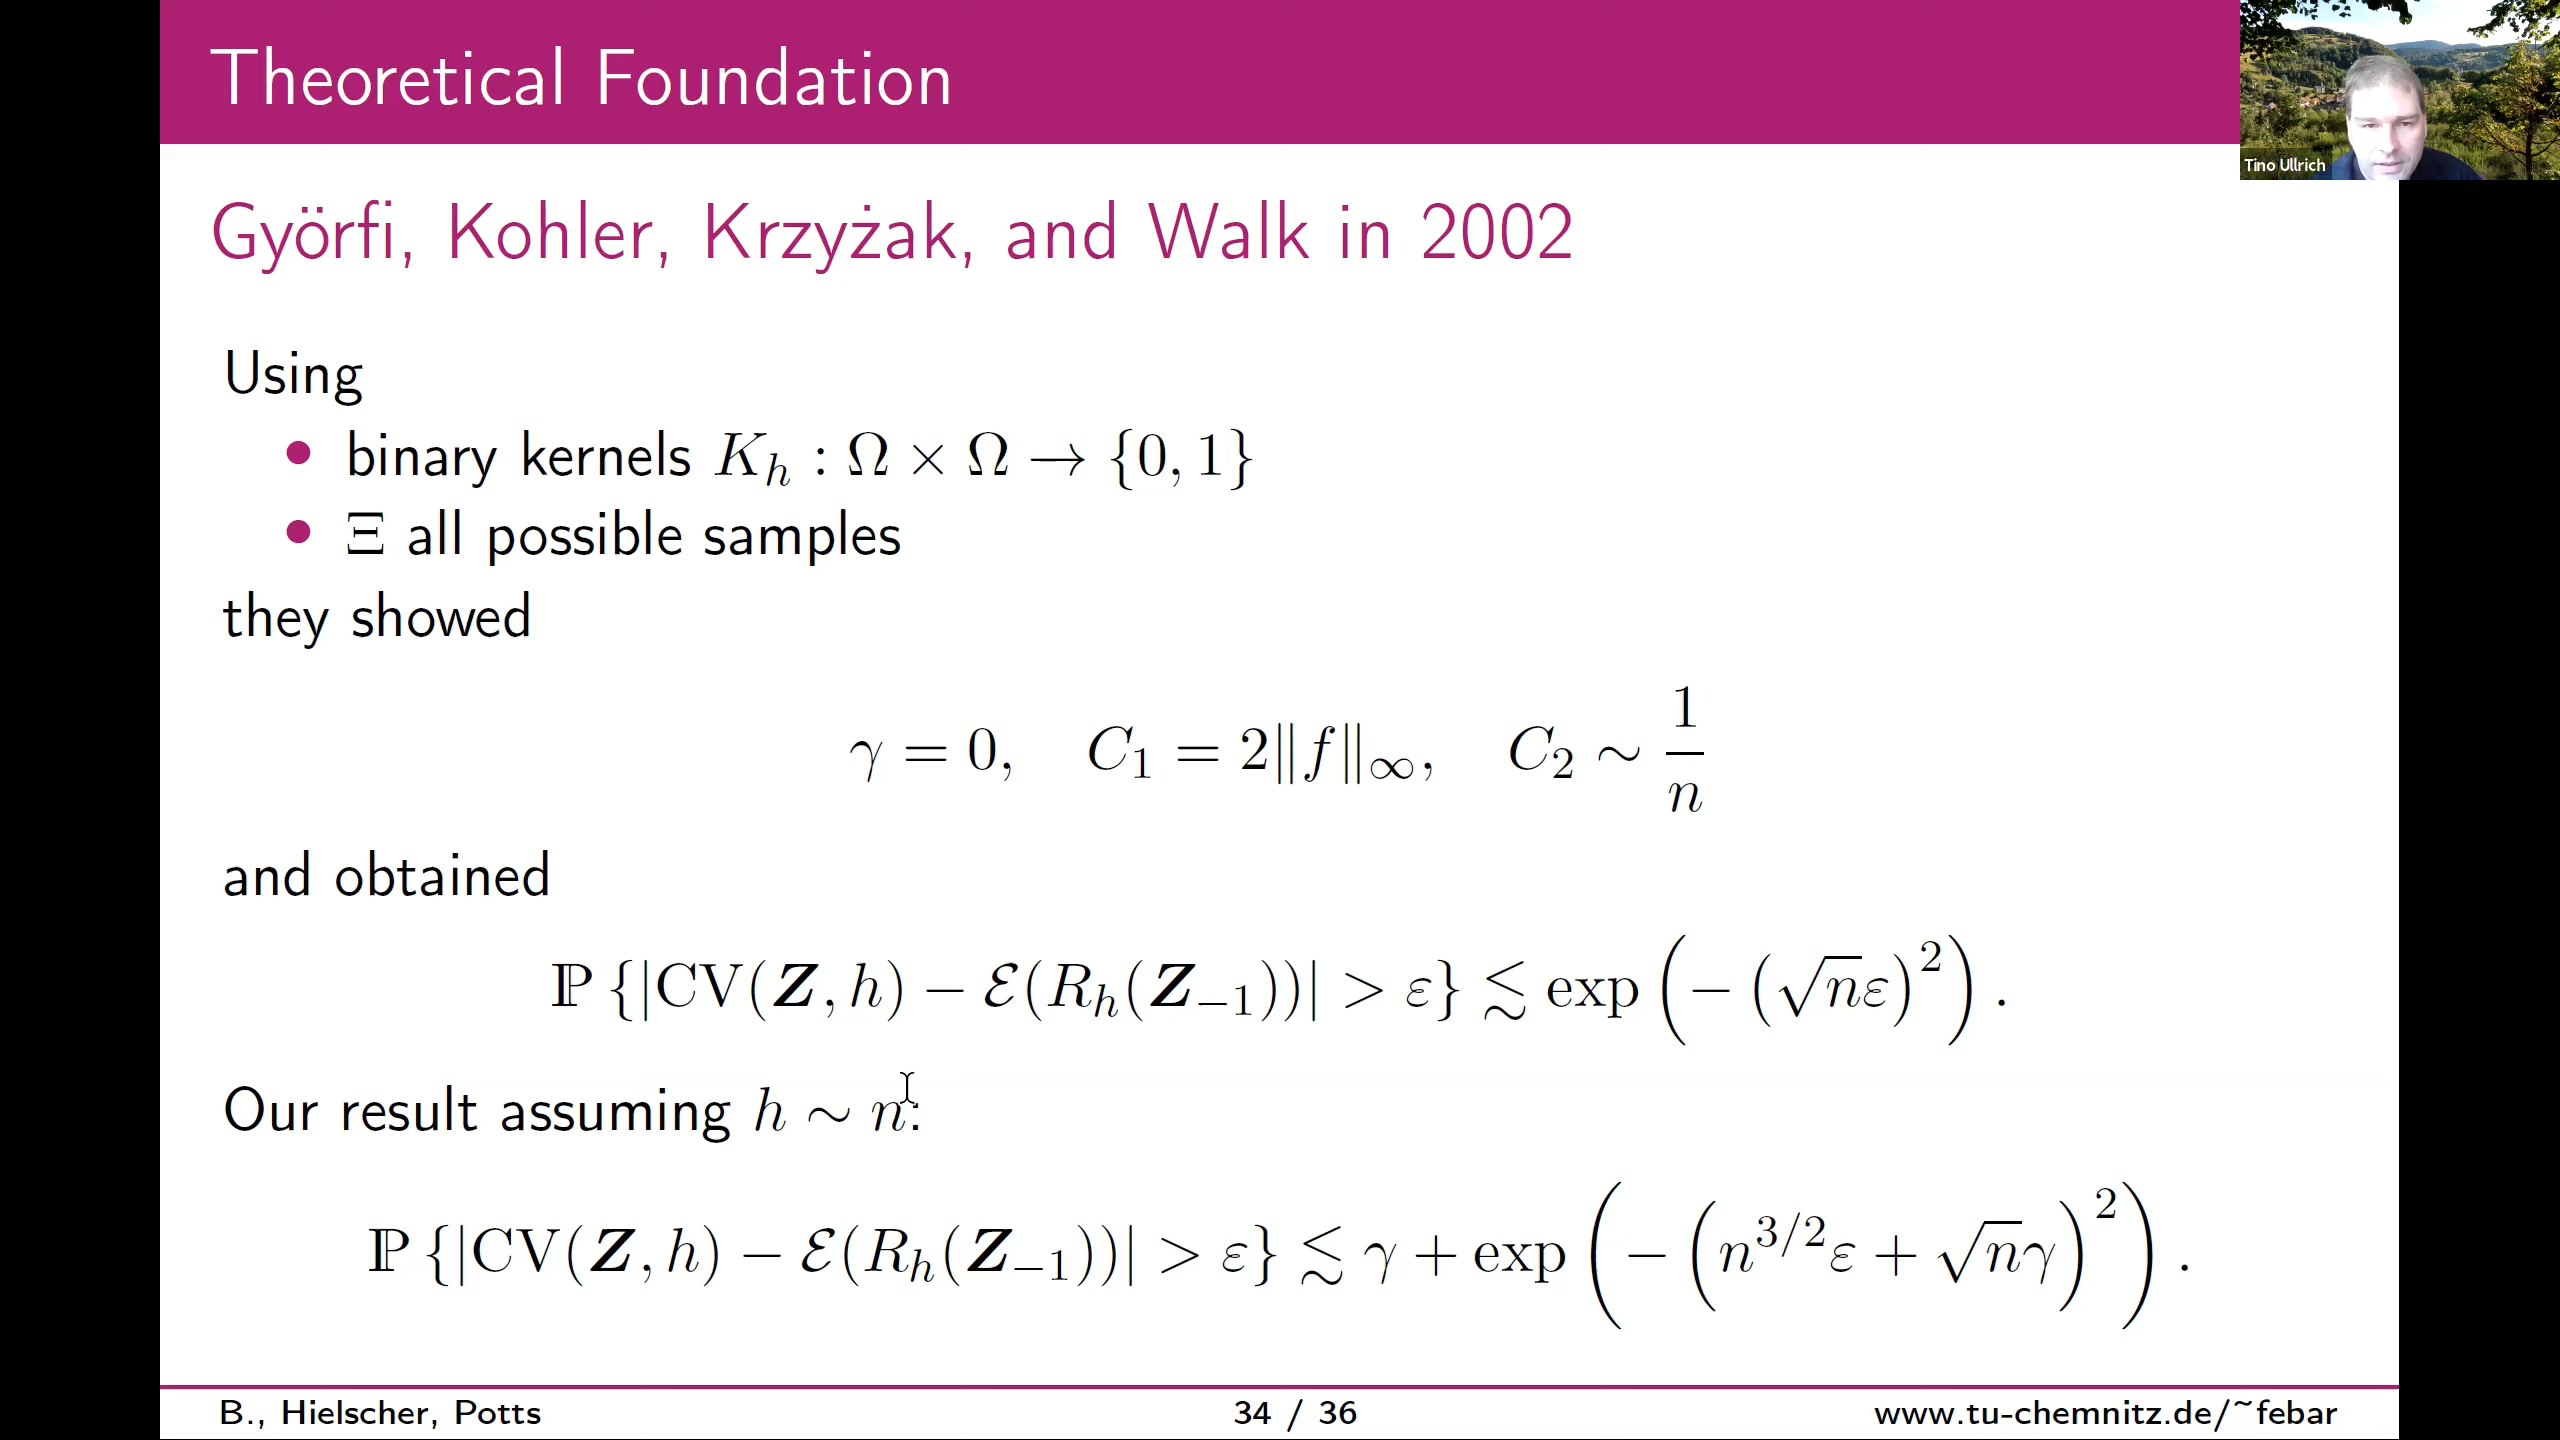 Theoretical Foundation
Tino Ullrich
Györfi, Kohler, Krzyżak, and Walk in 2002
Using
• binary kernels K_h : Ω × Ω → {0, 1}
• Ξ all possible samples
they showed
γ = 0, C_1 = 2‖f‖_∞, C_2 ∼ 1/n
and obtained
ℙ {|CV(𝒁, h) − ℰ(R_h(𝒁_{−1}))| > ε} ≲ exp (− (√n ε)^2) .
Our result assuming h ∼ n:
ℙ {|CV(𝒁, h) − ℰ(R_h(𝒁_{−1}))| > ε} ≲ γ + exp (− (n^{3/2} ε + √n γ)^2) .
B., Hielscher, Potts 34 / 36 www.tu-chemnitz.de/~febar